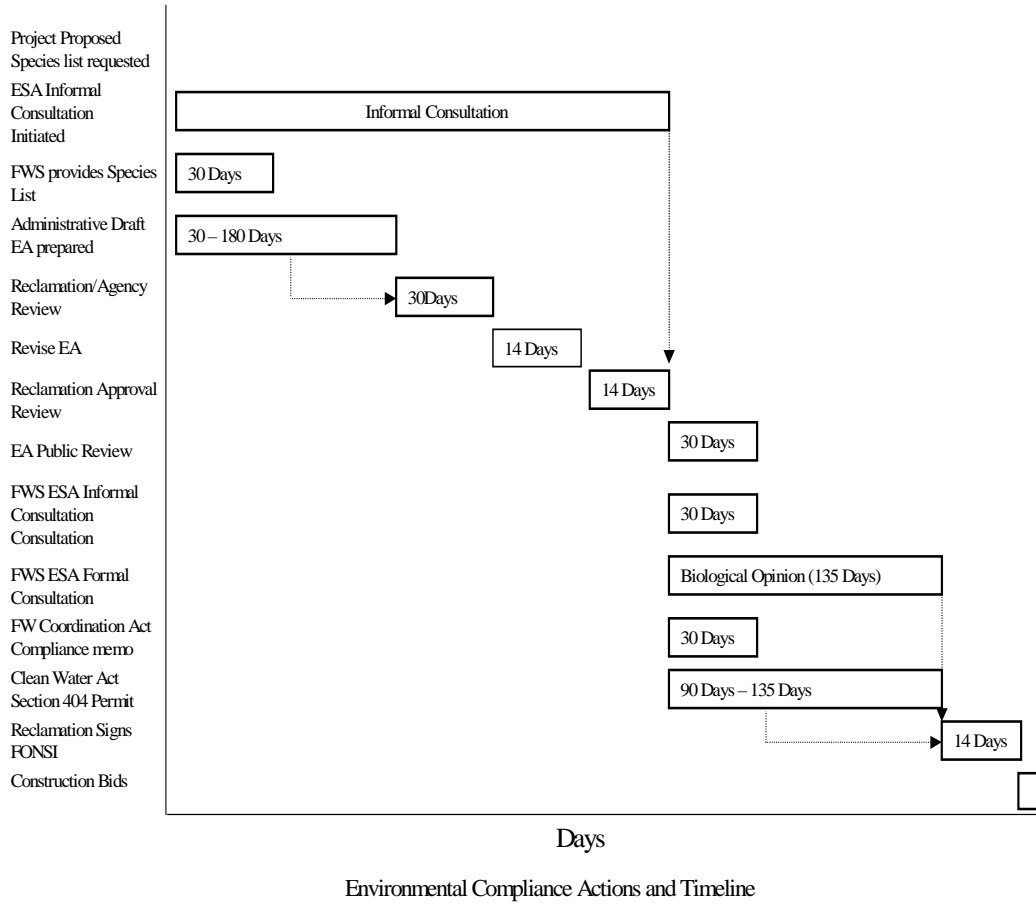 Project Proposed
Species list requested
ESA Informal
Consultation
Initiated
Informal Consultation
FWS provides Species
List
30 Days
Administrative Draft
EA prepared
30 – 180 Days
Reclamation/Agency
Review
30Days
Revise EA
14 Days
Reclamation Approval
Review
14 Days
EA Public Review
30 Days
FWS ESA Informal
Consultation
Consultation
30 Days
FWS ESA Formal
Consultation
Biological Opinion (135 Days)
FW Coordination Act
Compliance memo
30 Days
Clean Water Act
Section 404 Permit
90 Days – 135 Days
Reclamation Signs
FONSI
14 Days
Construction Bids
Days
Environmental Compliance Actions and Timeline